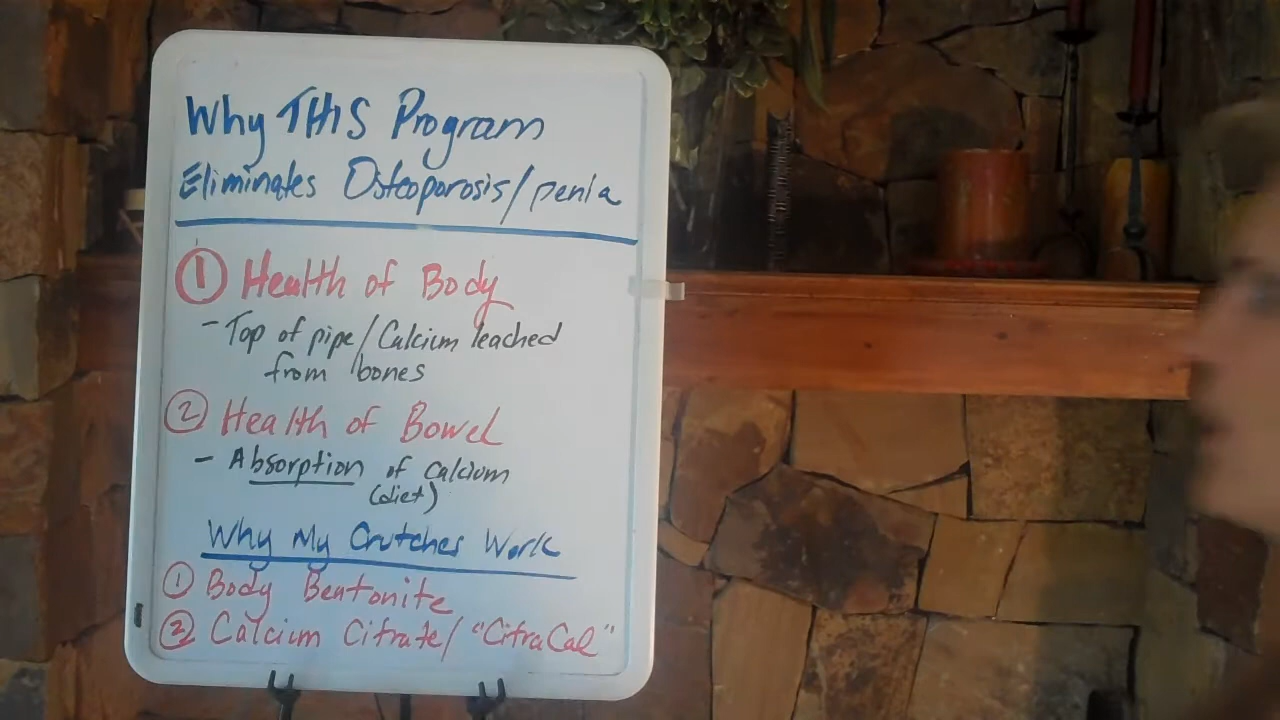 Why THIS Program
Eliminates Osteoporosis/penia
① Health of Body
- Top of pipe/Calcium leached
from bones
② Health of Bowel
- Absorption of calcium
(diet)
Why My Crutches Work
① Body Bentonite
② Calcium Citrate/"CitraCal"